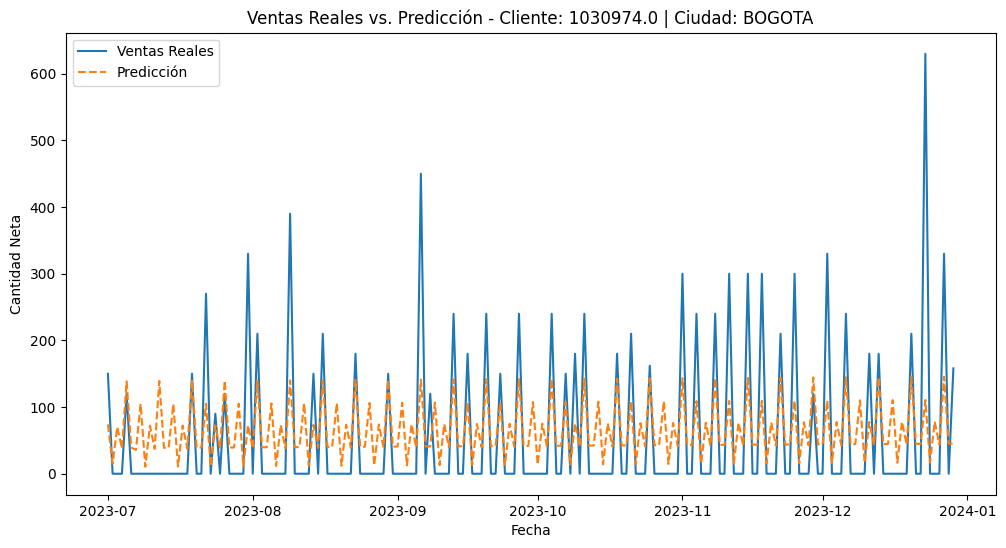 Ventas Reales vs. Predicción - Cliente: 1030974.0 | Ciudad: BOGOTA
Ventas Reales
Predicción
Cantidad Neta
600
500
400
300
200
100
0
2023-07
2023-08
2023-09
2023-10
2023-11
2023-12
2024-01
Fecha